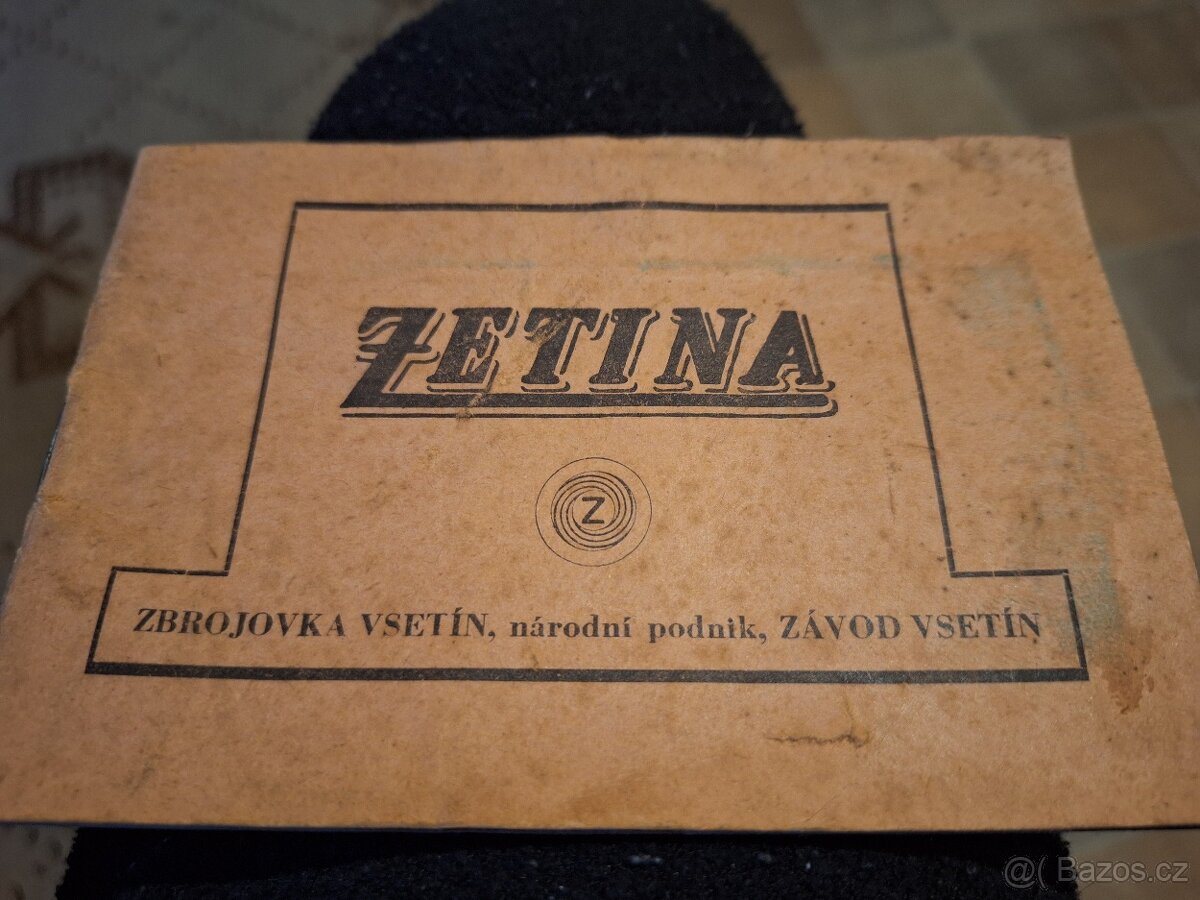 ZETINA
Z
ZBROJOVKA VSETÍN, národní podnik, ZÁVOD VSETÍN
@( Bazos.cz